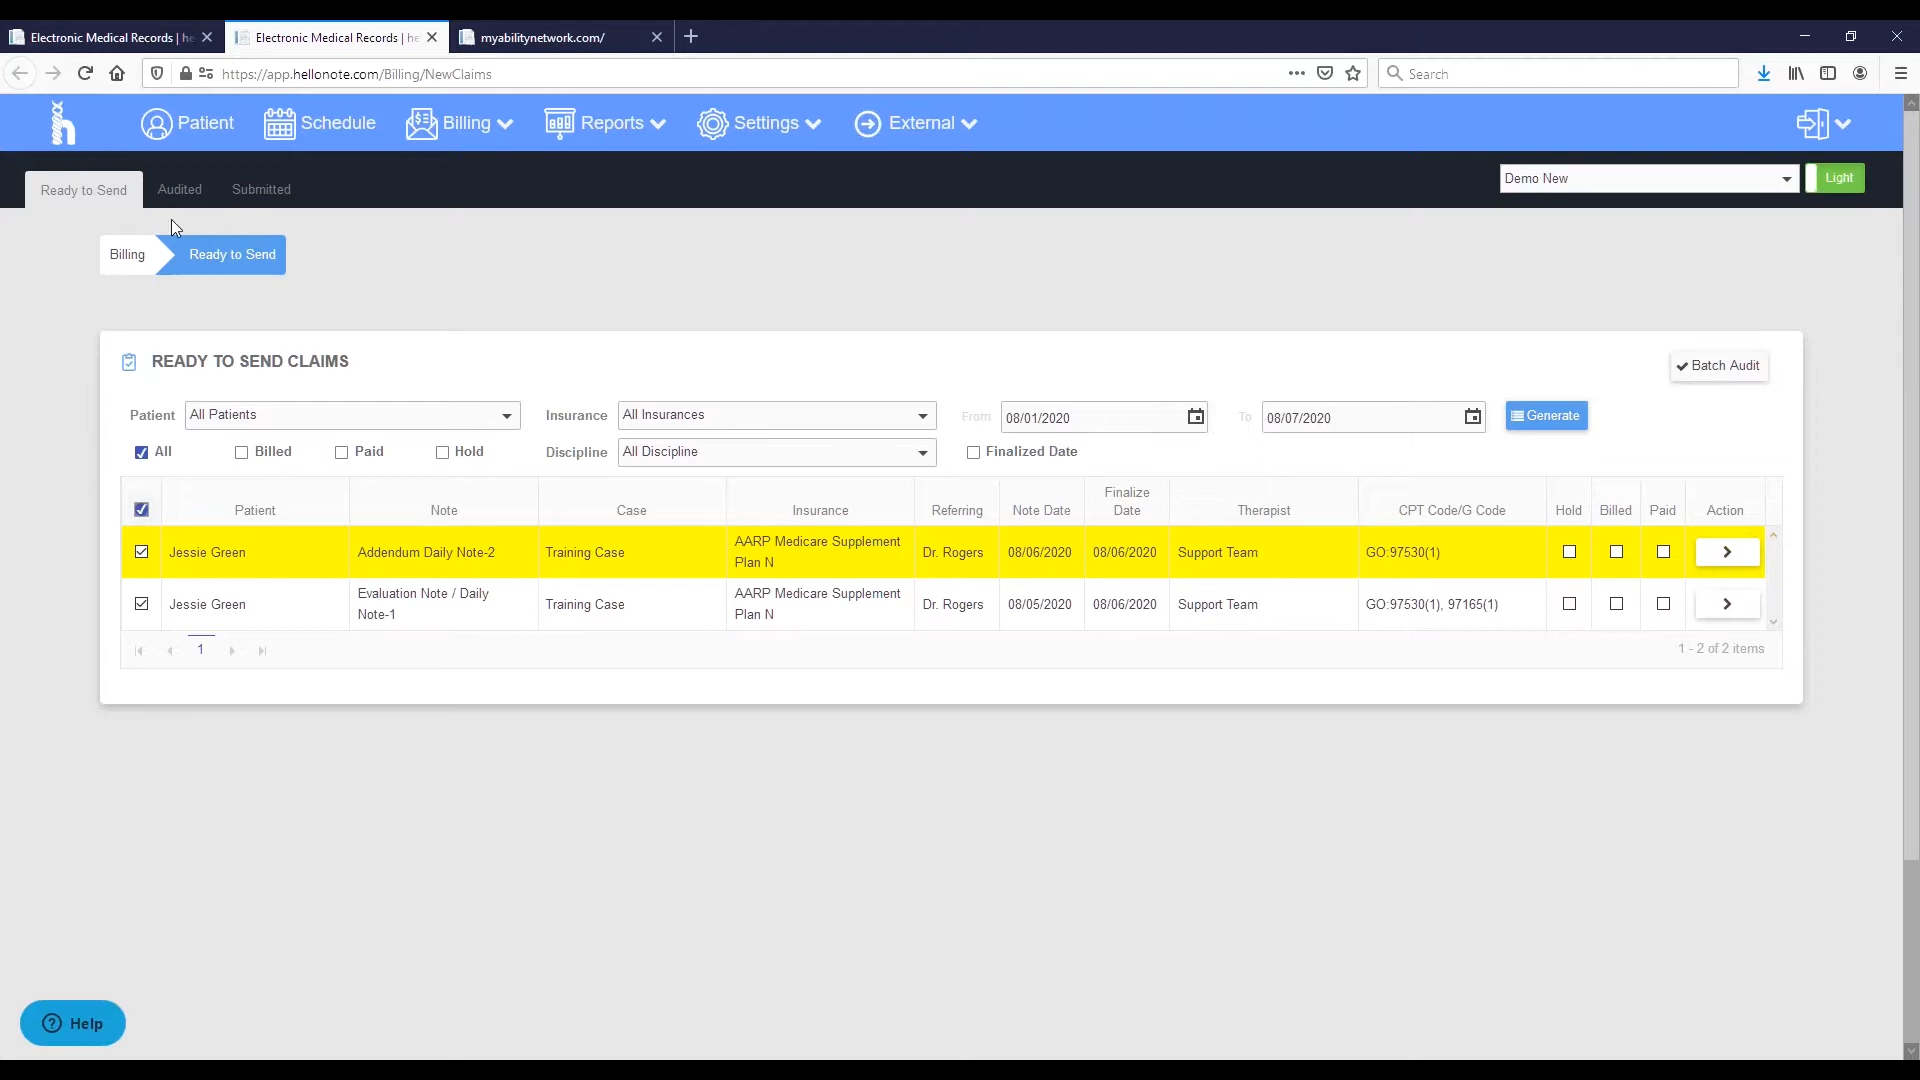 Electronic Medical Records | he
Electronic Medical Records | he
myabilitynetwork.com/
https://app.hellonote.com/Billing/NewClaims
Search
Patient
Schedule
Billing
Reports
Settings
External
Ready to Send
Audited
Submitted
Demo New
Light
Billing
Ready to Send
READY TO SEND CLAIMS
Batch Audit
Patient
All Patients
Insurance
All Insurances
From
08/01/2020
To
08/07/2020
Generate
All
Billed
Paid
Hold
Discipline
All Discipline
Finalized Date
Patient
Note
Case
Insurance
Referring
Note Date
Finalize
Date
Therapist
CPT Code/G Code
Hold
Billed
Paid
Action
Jessie Green
Addendum Daily Note-2
Training Case
AARP Medicare Supplement
Plan N
Dr. Rogers
08/06/2020
08/06/2020
Support Team
GO:97530(1)
Jessie Green
Evaluation Note / Daily
Note-1
Training Case
AARP Medicare Supplement
Plan N
Dr. Rogers
08/05/2020
08/06/2020
Support Team
GO:97530(1), 97165(1)
1
1 - 2 of 2 items
Help